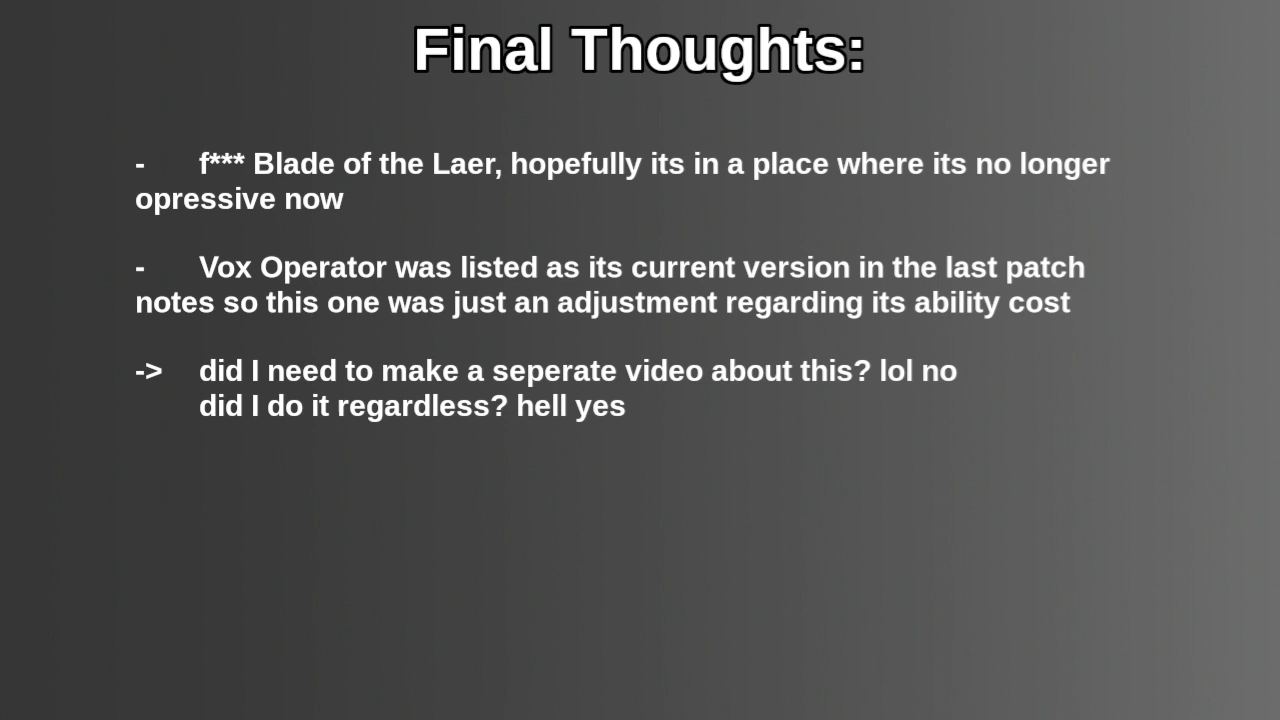 Final Thoughts:
- f*** Blade of the Laer, hopefully its in a place where its no longer
opressive now
- Vox Operator was listed as its current version in the last patch
notes so this one was just an adjustment regarding its ability cost
-> did I need to make a seperate video about this? lol no
did I do it regardless? hell yes